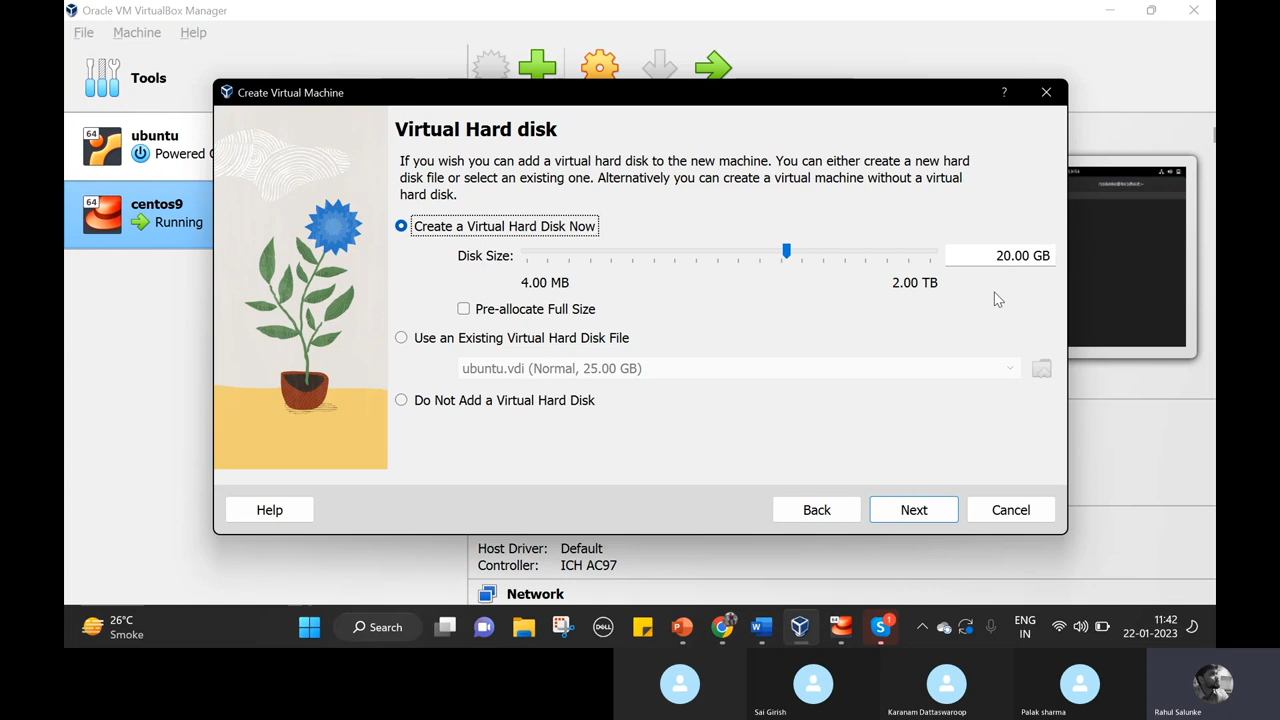 Oracle VM VirtualBox Manager
File Machine Help
Tools
64 ubuntu
Powered
64 centos9
Running
Create Virtual Machine
?
Virtual Hard disk
If you wish you can add a virtual hard disk to the new machine. You can either create a new hard
disk file or select an existing one. Alternatively you can create a virtual machine without a virtual
hard disk.
Create a Virtual Hard Disk Now
Disk Size:
20.00 GB
4.00 MB
2.00 TB
Pre-allocate Full Size
Use an Existing Virtual Hard Disk File
ubuntu.vdi (Normal, 25.00 GB)
Do Not Add a Virtual Hard Disk
Help
Back
Next
Cancel
Host Driver: Default
Controller: ICH AC97
Network
26°C
Smoke
Search
DELL
P
W
S
1
ENG
IN
11:42
22-01-2023
Sai Girish
Karanam Dattaswaroop
Palak sharma
Rahul Salunke